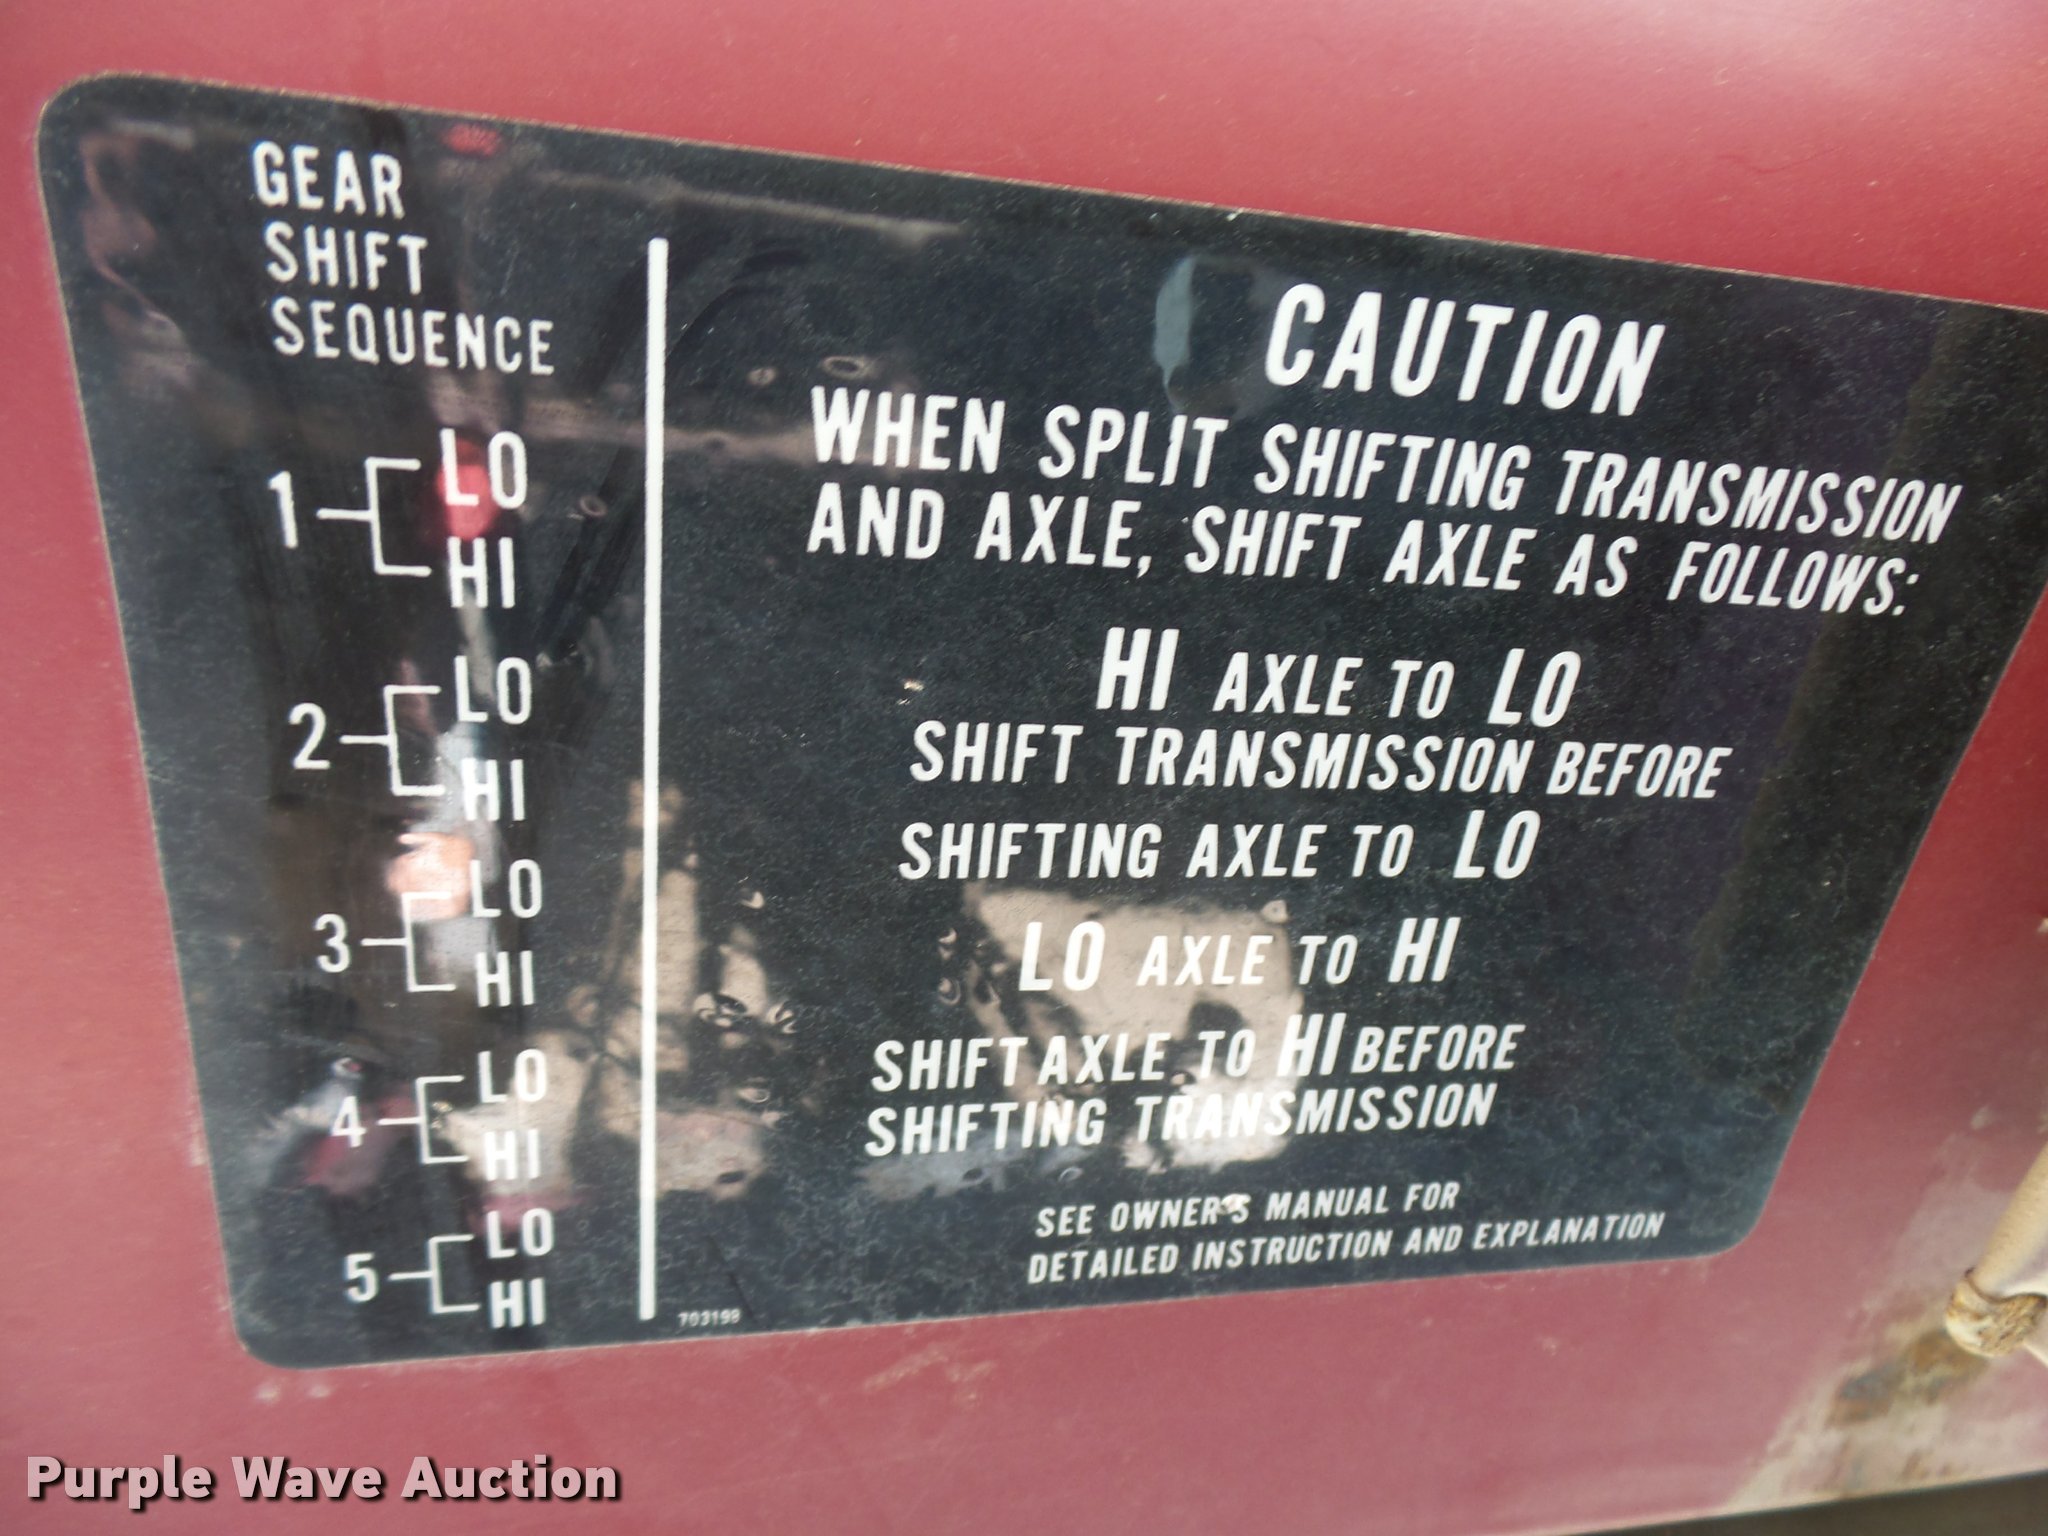 GEAR
SHIFT
SEQUENCE
1 LO
HI
2 LO
HI
3 LO
HI
4 LO
HI
5 LO
HI
CAUTION
WHEN SPLIT SHIFTING TRANSMISSION
AND AXLE, SHIFT AXLE AS FOLLOWS:
HI AXLE TO LO
SHIFT TRANSMISSION BEFORE
SHIFTING AXLE TO LO
LO AXLE TO HI
SHIFT AXLE TO HI BEFORE
SHIFTING TRANSMISSION
SEE OWNER'S MANUAL FOR
DETAILED INSTRUCTION AND EXPLANATION
703199
Purple Wave Auction